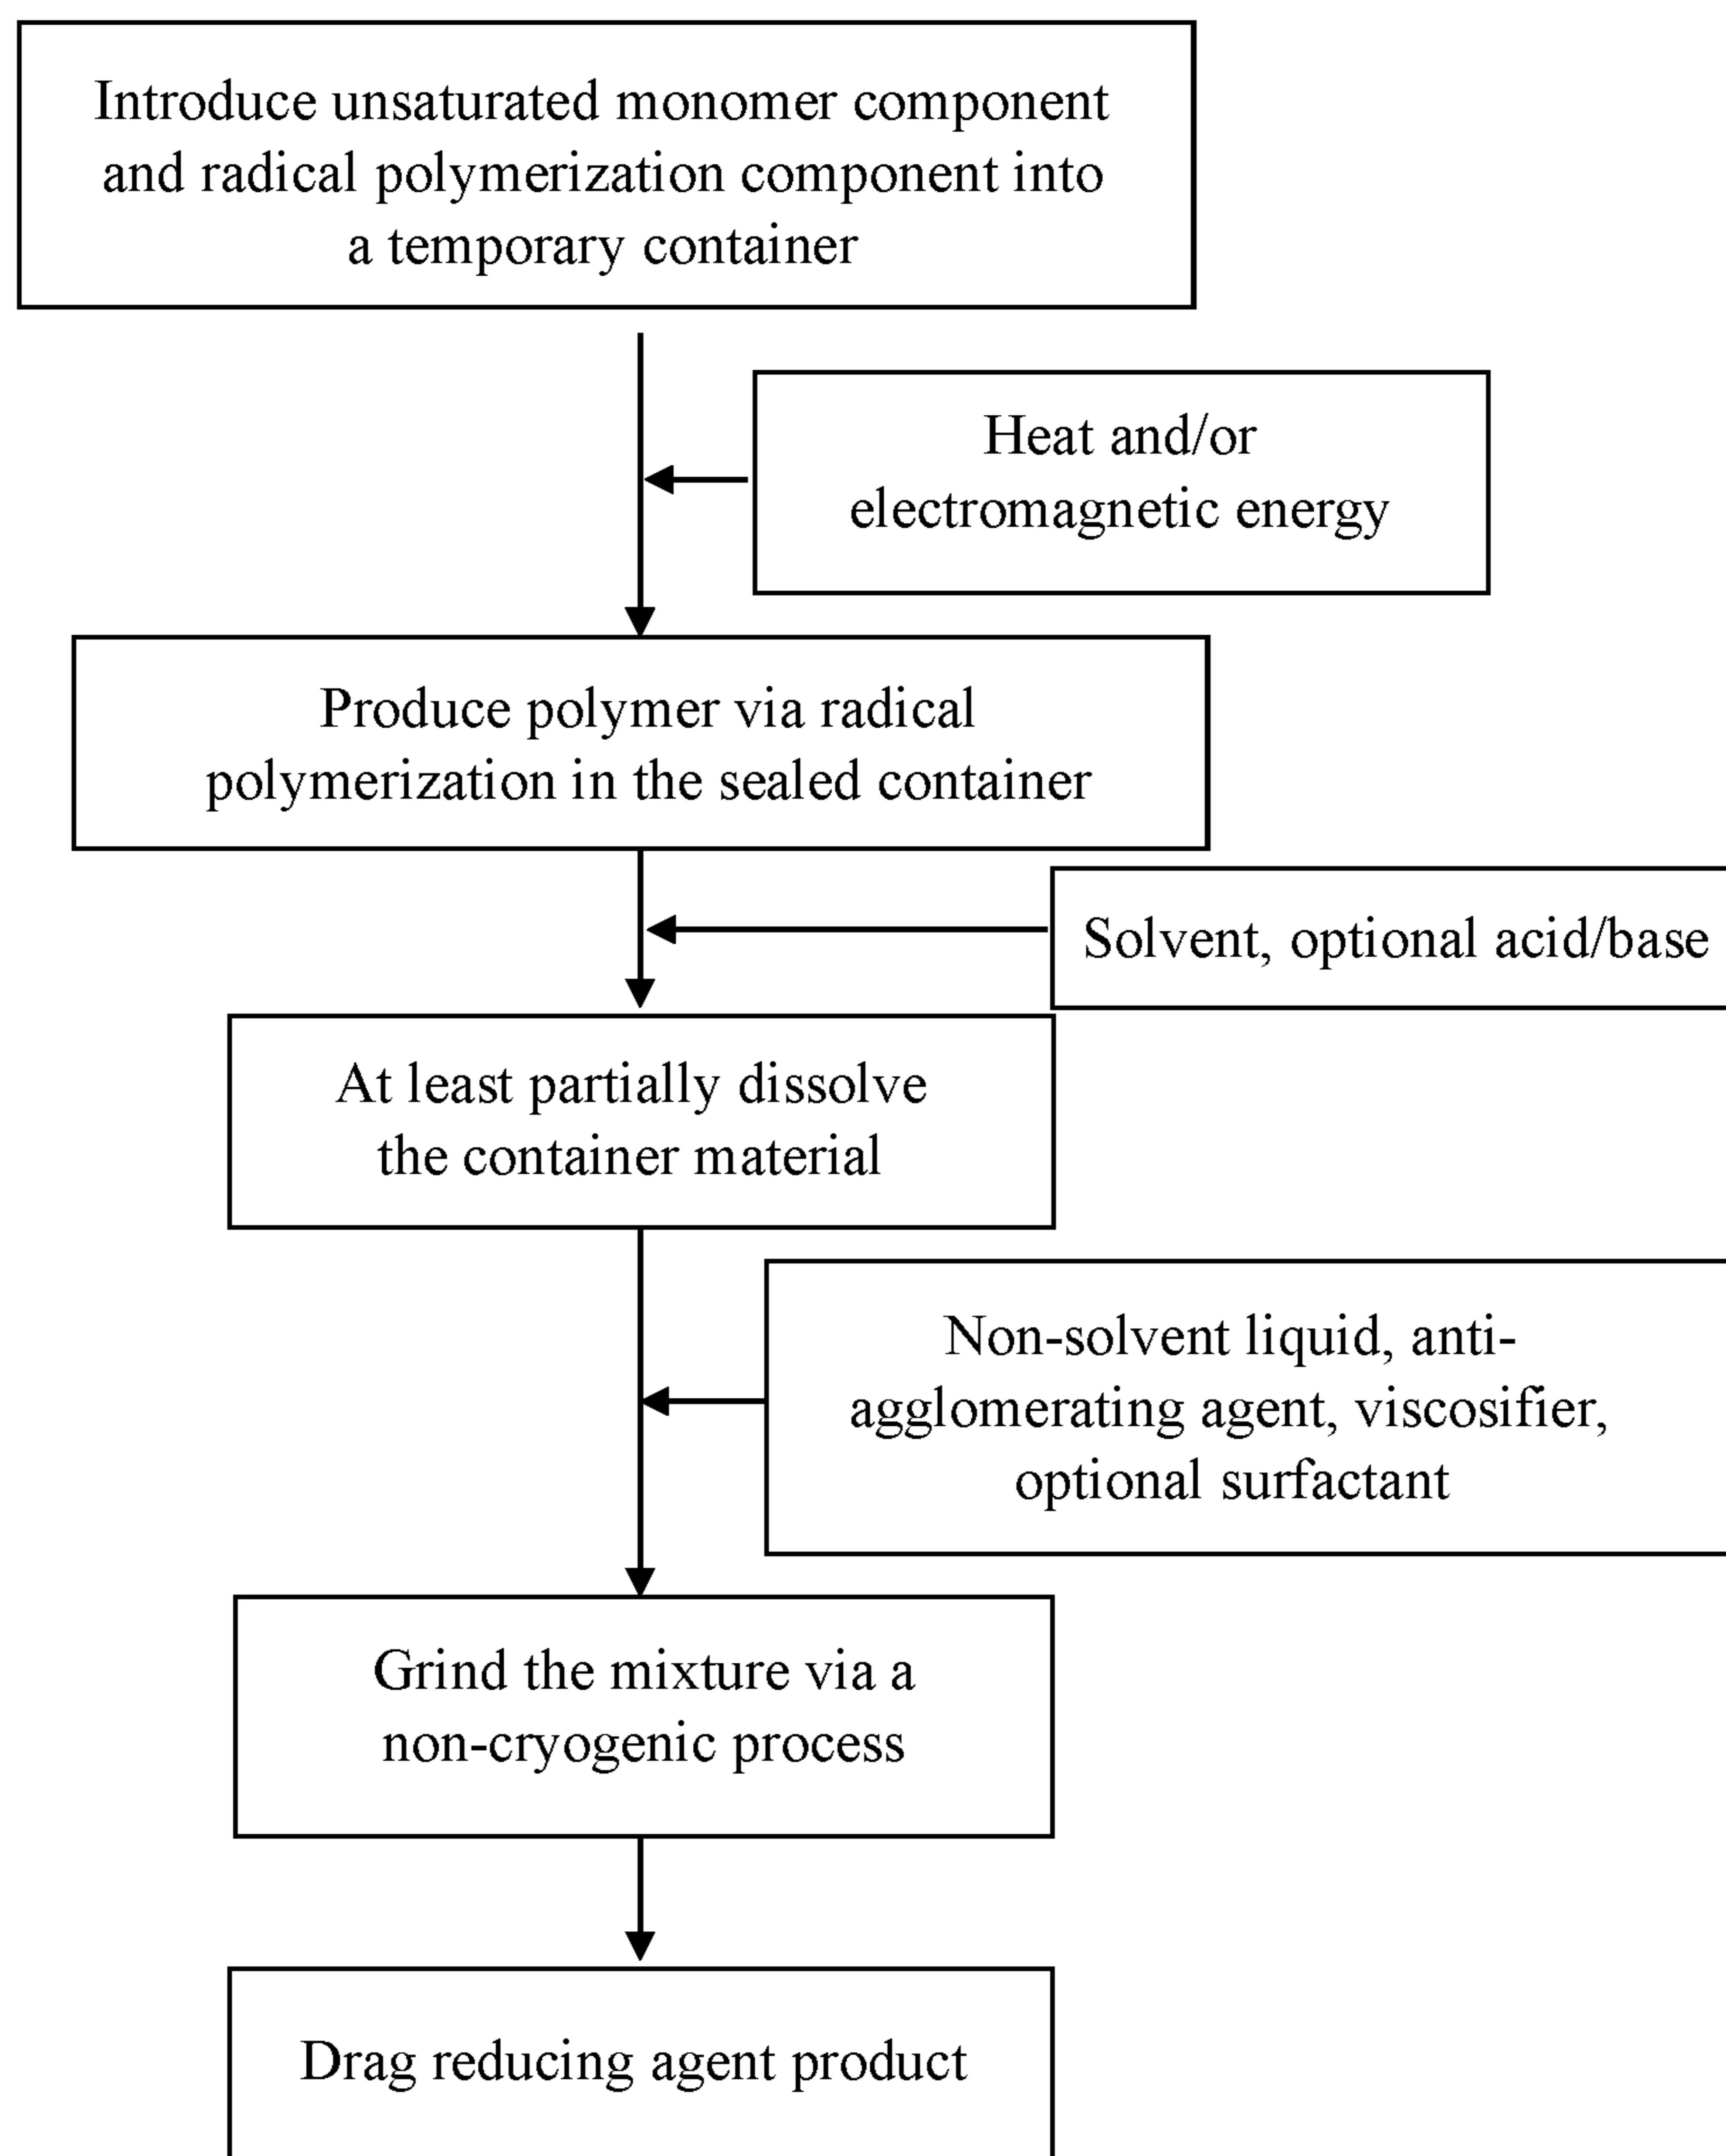 Introduce unsaturated monomer component
and radical polymerization component into
a temporary container
Heat and/or
electromagnetic energy
Produce polymer via radical
polymerization in the sealed container
Solvent, optional acid/base
At least partially dissolve
the container material
Non-solvent liquid, anti-
agglomerating agent, viscosifier,
optional surfactant
Grind the mixture via a
non-cryogenic process
Drag reducing agent product